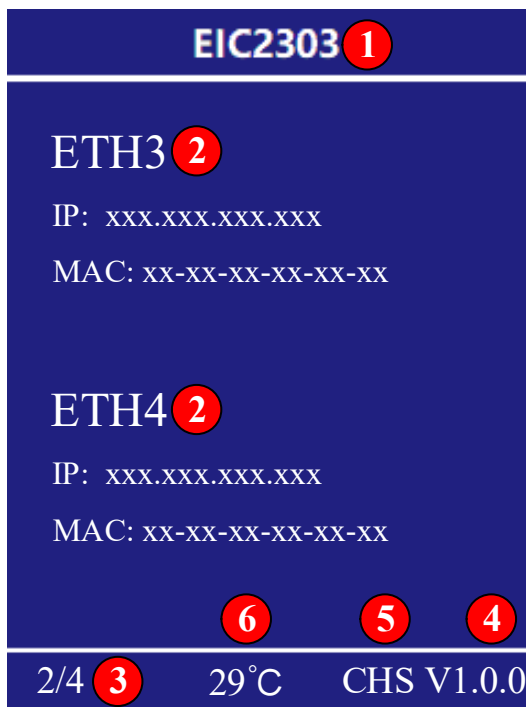 EIC2303 1
ETH3 2
IP: xxx.xxx.xxx.xxx
MAC: xx-xx-xx-xx-xx-xx
ETH4 2
IP: xxx.xxx.xxx.xxx
MAC: xx-xx-xx-xx-xx-xx
6 5 4
2/4 3 29°C CHS V1.0.0